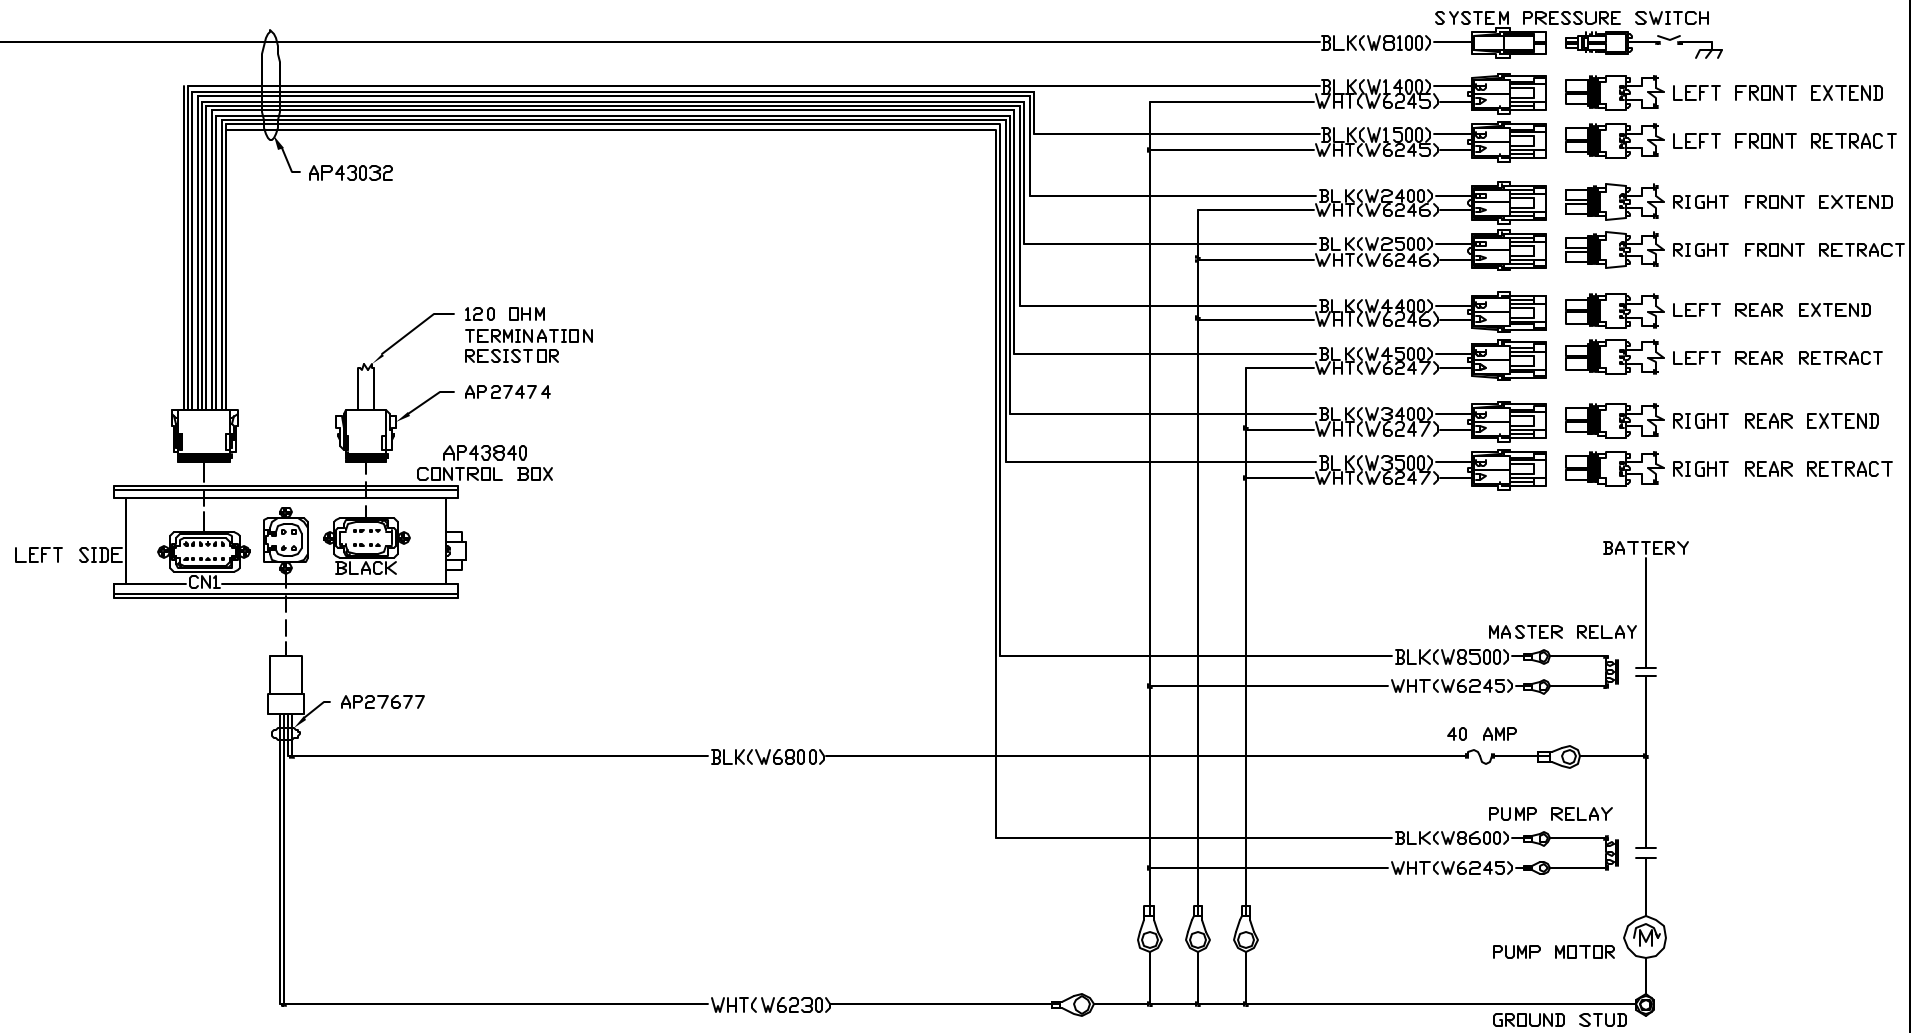 SYSTEM PRESSURE SWITCH
BLK(W8100)
BLK(W1400)
WHT(W6245)
LEFT FRONT EXTEND
BLK(W1500)
WHT(W6245)
LEFT FRONT RETRACT
AP43032
BLK(W2400)
WHT(W6246)
RIGHT FRONT EXTEND
BLK(W2500)
WHT(W6246)
RIGHT FRONT RETRACT
BLK(W4400)
WHT(W6246)
LEFT REAR EXTEND
120 OHM
TERMINATION
RESISTOR
BLK(W4500)
WHT(W6247)
LEFT REAR RETRACT
AP27474
BLK(W3400)
WHT(W6247)
RIGHT REAR EXTEND
AP43840
CONTROL BOX
BLK(W3500)
WHT(W6247)
RIGHT REAR RETRACT
LEFT SIDE
CN1
BLACK
BATTERY
MASTER RELAY
BLK(W8500)
WHT(W6245)
AP27677
40 AMP
BLK(W6800)
PUMP RELAY
BLK(W8600)
WHT(W6245)
M
PUMP MOTOR
WHT(W6230)
GROUND STUD